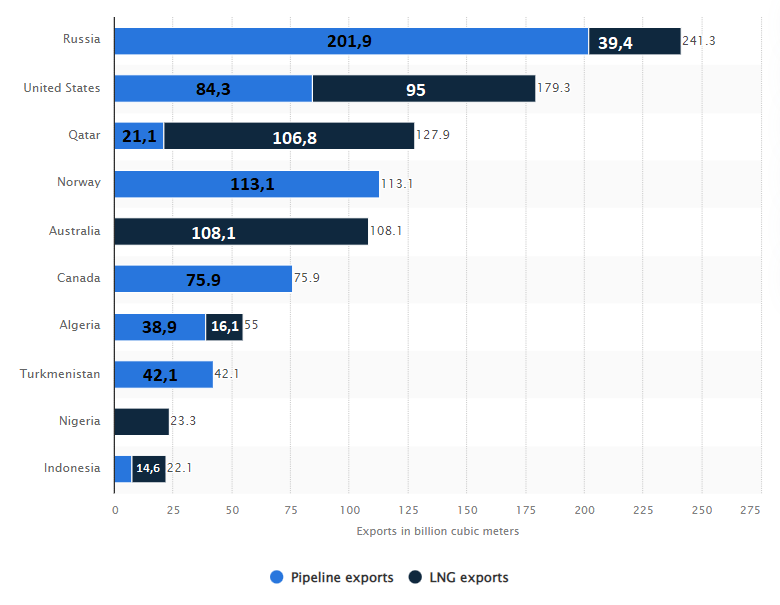 Russia 201,9 39,4 241.3
United States 84,3 95 179.3
Qatar 21,1 106,8 127.9
Norway 113,1 113.1
Australia 108,1 108.1
Canada 75.9 75.9
Algeria 38,9 16,1 55
Turkmenistan 42,1 42.1
Nigeria 23.3
Indonesia 14,6 22.1
0 25 50 75 100 125 150 175 200 225 250 275
Exports in billion cubic meters
Pipeline exports LNG exports